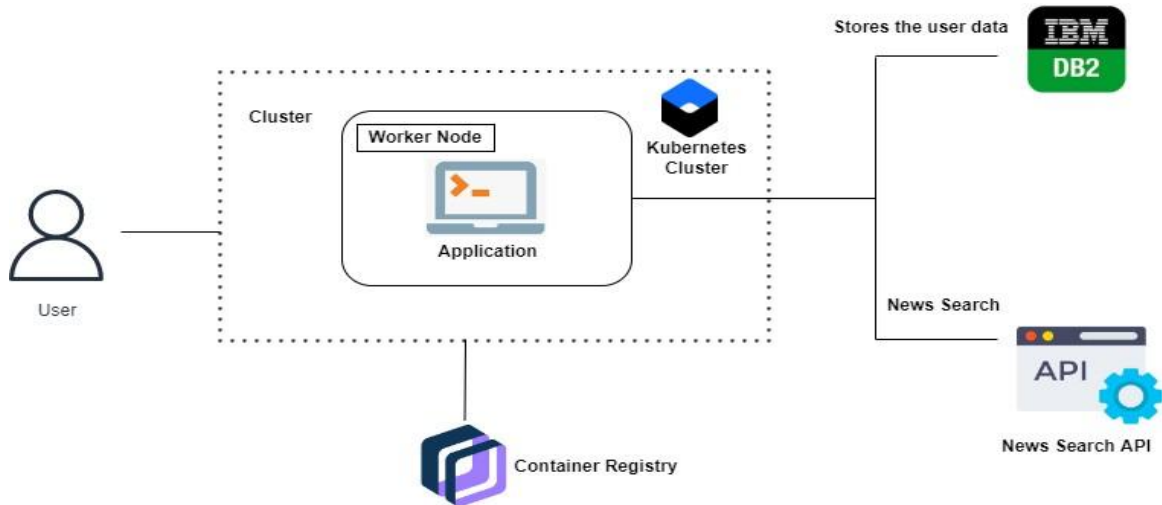 Stores the user data
IBM
DB2
Cluster
Worker Node
Kubernetes
Cluster
>_
Application
User
News Search
API
News Search API
Container Registry